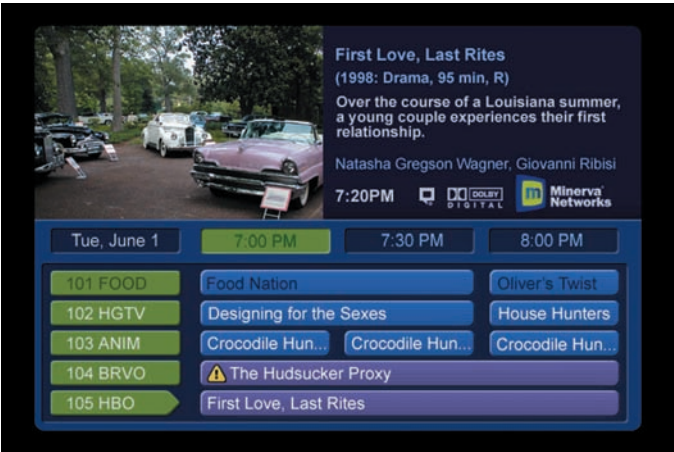 First Love, Last Rites
(1998: Drama, 95 min, R)
Over the course of a Louisiana summer,
a young couple experiences their first
relationship.
Natasha Gregson Wagner, Giovanni Ribisi
7:20PM DOLBY DIGITAL m Minerva Networks
Tue, June 1 7:00 PM 7:30 PM 8:00 PM
101 FOOD Food Nation Oliver's Twist
102 HGTV Designing for the Sexes House Hunters
103 ANIM Crocodile Hun... Crocodile Hun... Crocodile Hun...
104 BRVO The Hudsucker Proxy
105 HBO First Love, Last Rites